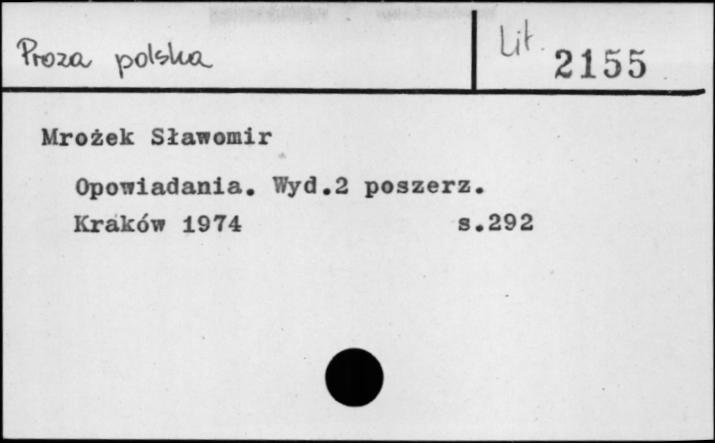 Proza polska
Lit. 2155
Mrożek Sławomir
Opowiadania. Wyd.2 poszerz.
Kraków 1974 s.292